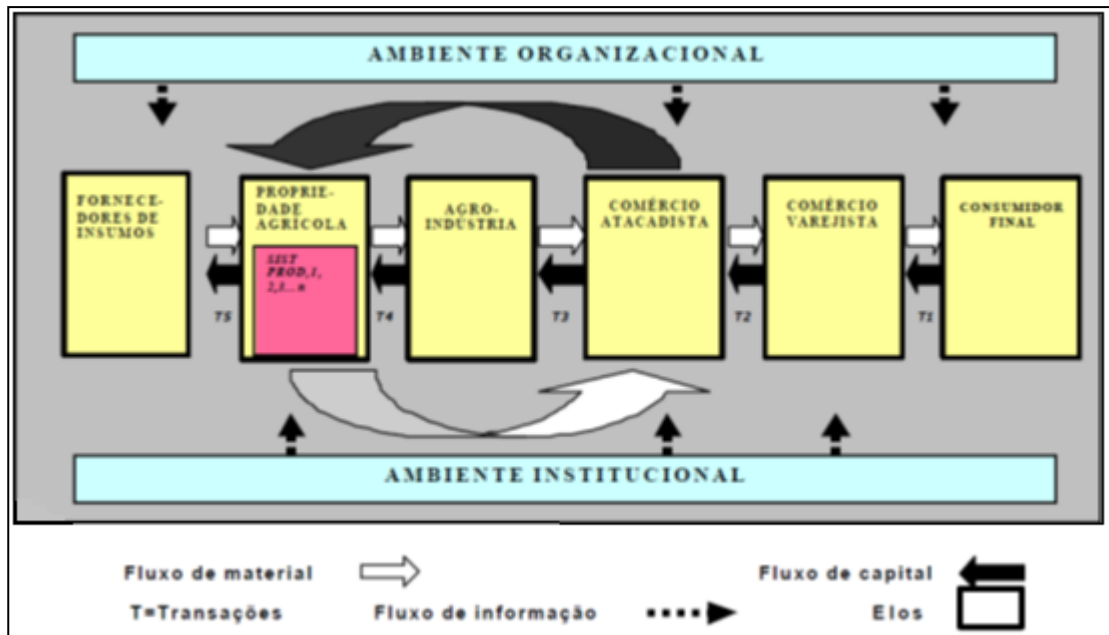 AMBIENTE ORGANIZACIONAL
FORNECE-
DORES DE
INSUMOS
PROPRIE-
DADE
AGRÍCOLA
SIST
PROD,1,
2,3...n
AGRO-
INDÚSTRIA
COMÉRCIO
ATACADISTA
COMÉRCIO
VAREJISTA
CONSUMIDOR
FINAL
T5
T4
T3
T2
T1
AMBIENTE INSTITUCIONAL
Fluxo de material
Fluxo de capital
T=Transações
Fluxo de informação
Elos